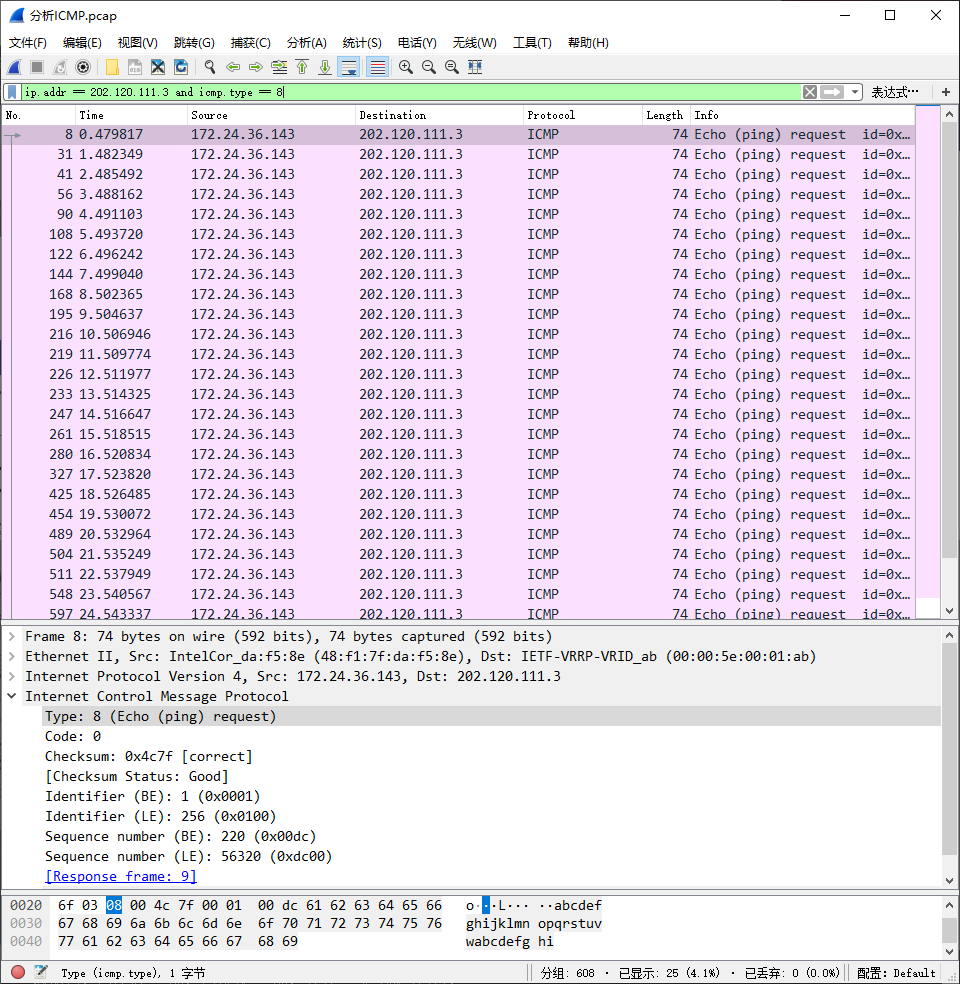 分析ICMP.pcap
文件(F) 编辑(E) 视图(V) 跳转(G) 捕获(C) 分析(A) 统计(S) 电话(Y) 无线(W) 工具(T) 帮助(H)
ip.addr == 202.120.111.3 and icmp.type == 8 表达式… +
No. Time Source Destination Protocol Length Info
8 0.479817 172.24.36.143 202.120.111.3 ICMP 74 Echo (ping) request id=0x…
31 1.482349 172.24.36.143 202.120.111.3 ICMP 74 Echo (ping) request id=0x…
41 2.485492 172.24.36.143 202.120.111.3 ICMP 74 Echo (ping) request id=0x…
56 3.488162 172.24.36.143 202.120.111.3 ICMP 74 Echo (ping) request id=0x…
90 4.491103 172.24.36.143 202.120.111.3 ICMP 74 Echo (ping) request id=0x…
108 5.493720 172.24.36.143 202.120.111.3 ICMP 74 Echo (ping) request id=0x…
122 6.496242 172.24.36.143 202.120.111.3 ICMP 74 Echo (ping) request id=0x…
144 7.499040 172.24.36.143 202.120.111.3 ICMP 74 Echo (ping) request id=0x…
168 8.502365 172.24.36.143 202.120.111.3 ICMP 74 Echo (ping) request id=0x…
195 9.504637 172.24.36.143 202.120.111.3 ICMP 74 Echo (ping) request id=0x…
216 10.506946 172.24.36.143 202.120.111.3 ICMP 74 Echo (ping) request id=0x…
219 11.509774 172.24.36.143 202.120.111.3 ICMP 74 Echo (ping) request id=0x…
226 12.511977 172.24.36.143 202.120.111.3 ICMP 74 Echo (ping) request id=0x…
233 13.514325 172.24.36.143 202.120.111.3 ICMP 74 Echo (ping) request id=0x…
247 14.516647 172.24.36.143 202.120.111.3 ICMP 74 Echo (ping) request id=0x…
261 15.518515 172.24.36.143 202.120.111.3 ICMP 74 Echo (ping) request id=0x…
280 16.520834 172.24.36.143 202.120.111.3 ICMP 74 Echo (ping) request id=0x…
327 17.523820 172.24.36.143 202.120.111.3 ICMP 74 Echo (ping) request id=0x…
425 18.526485 172.24.36.143 202.120.111.3 ICMP 74 Echo (ping) request id=0x…
454 19.530072 172.24.36.143 202.120.111.3 ICMP 74 Echo (ping) request id=0x…
489 20.532964 172.24.36.143 202.120.111.3 ICMP 74 Echo (ping) request id=0x…
504 21.535249 172.24.36.143 202.120.111.3 ICMP 74 Echo (ping) request id=0x…
511 22.537949 172.24.36.143 202.120.111.3 ICMP 74 Echo (ping) request id=0x…
548 23.540567 172.24.36.143 202.120.111.3 ICMP 74 Echo (ping) request id=0x…
597 24.543337 172.24.36.143 202.120.111.3 ICMP 74 Echo (ping) request id=0x…
Frame 8: 74 bytes on wire (592 bits), 74 bytes captured (592 bits)
Ethernet II, Src: IntelCor_da:f5:8e (48:f1:7f:da:f5:8e), Dst: IETF-VRRP-VRID_ab (00:00:5e:00:01:ab)
Internet Protocol Version 4, Src: 172.24.36.143, Dst: 202.120.111.3
Internet Control Message Protocol
Type: 8 (Echo (ping) request)
Code: 0
Checksum: 0x4c7f [correct]
[Checksum Status: Good]
Identifier (BE): 1 (0x0001)
Identifier (LE): 256 (0x0100)
Sequence number (BE): 220 (0x00dc)
Sequence number (LE): 56320 (0xdc00)
[Response frame: 9]
0020 6f 03 08 00 4c 7f 00 01 00 dc 61 62 63 64 65 66 o···L··· ··abcdef
0030 67 68 69 6a 6b 6c 6d 6e 6f 70 71 72 73 74 75 76 ghijklmn opqrstuv
0040 77 61 62 63 64 65 66 67 68 69 wabcdefg hi
Type (icmp.type), 1 字节 分组: 608 · 已显示: 25 (4.1%) · 已丢弃: 0 (0.0%) 配置: Default